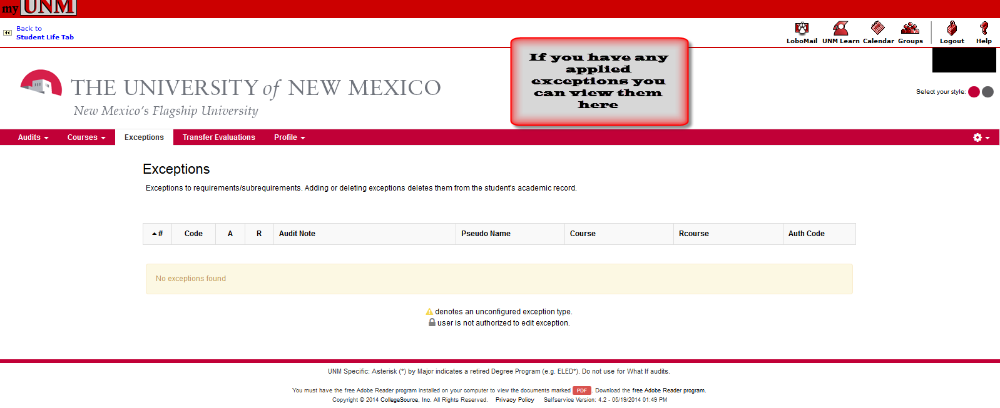 my UNM
Back to
Student Life Tab
LoboMail UNM Learn Calendar Groups Logout Help
If you have any
applied
exceptions you
can view them
here
THE UNIVERSITY of NEW MEXICO
New Mexico's Flagship University
Select your style:
Audits Courses Exceptions Transfer Evaluations Profile
Exceptions
Exceptions to requirements/subrequirements. Adding or deleting exceptions deletes them from the student's academic record.
# Code A R Audit Note Pseudo Name Course Rcourse Auth Code
No exceptions found
denotes an unconfigured exception type.
user is not authorized to edit exception.
UNM Specific: Asterisk (*) by Major indicates a retired Degree Program (e.g. ELED*). Do not use for What If audits.
You must have the free Adobe Reader program installed on your computer to view the documents marked PDF. Download the free Adobe Reader program.
Copyright © 2014 CollegeSource, Inc. All Rights Reserved. Privacy Policy Selfservice Version: 4.2 - 05/19/2014 01:49 PM